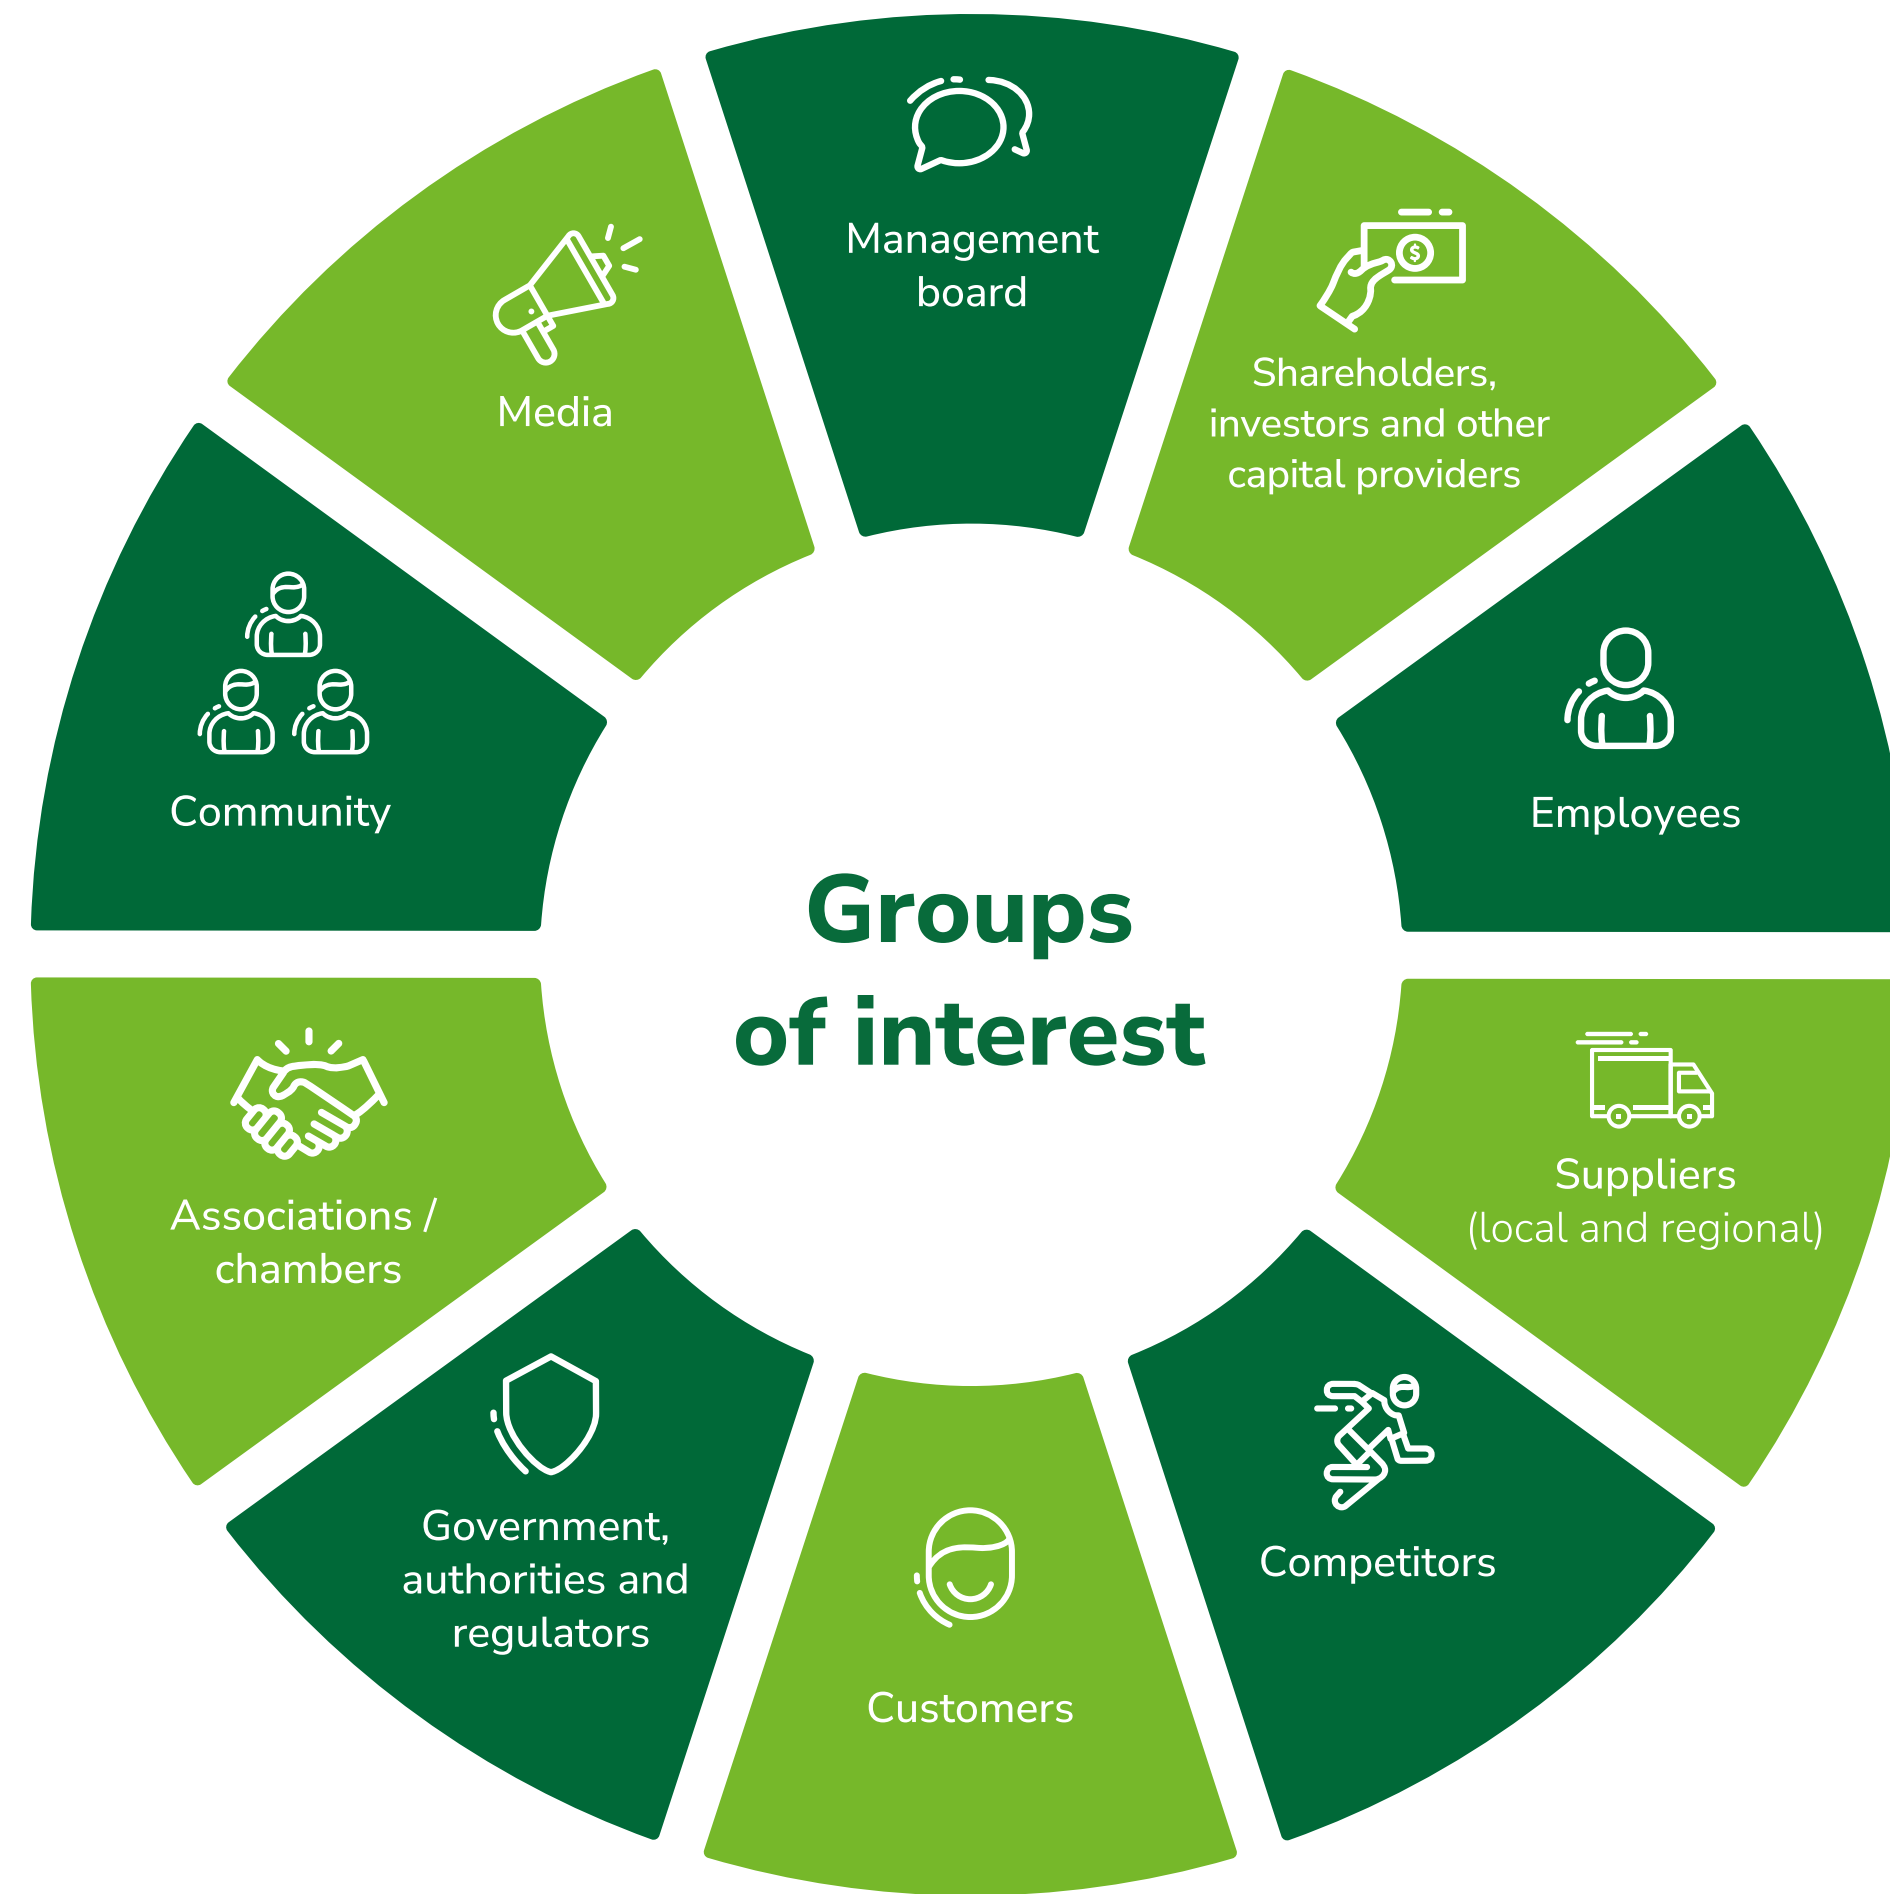 Management
board
Shareholders,
investors and other
capital providers
Employees
Suppliers
(local and regional)
Competitors
Customers
Government,
authorities and
regulators
Associations /
chambers
Community
Media
Groups
of interest
$